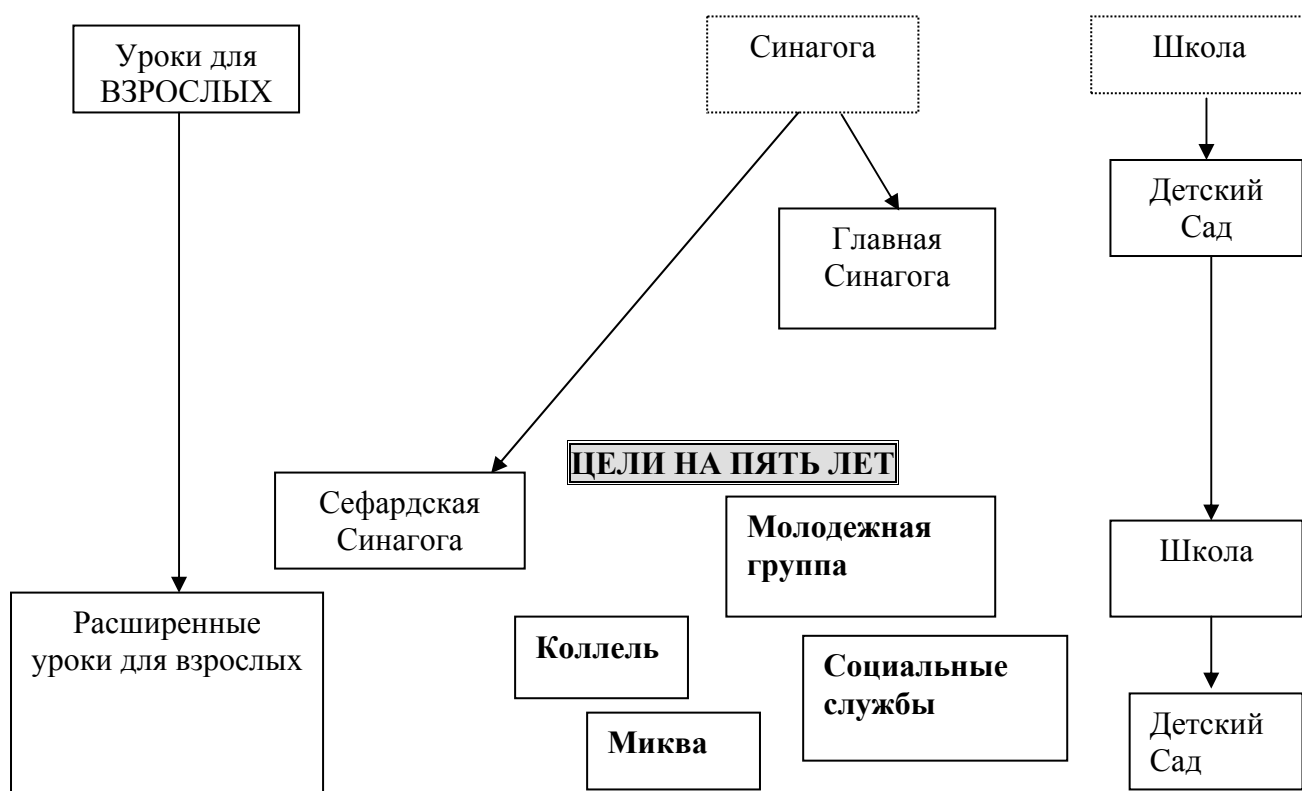 Уроки для
ВЗРОСЛЫХ
Синагога
Школа
Детский
Сад
Главная
Синагога
ЦЕЛИ НА ПЯТЬ ЛЕТ
Сефардская
Синагога
Молодежная
группа
Школа
Расширенные
уроки для взрослых
Коллель
Социальные
службы
Миква
Детский
Сад